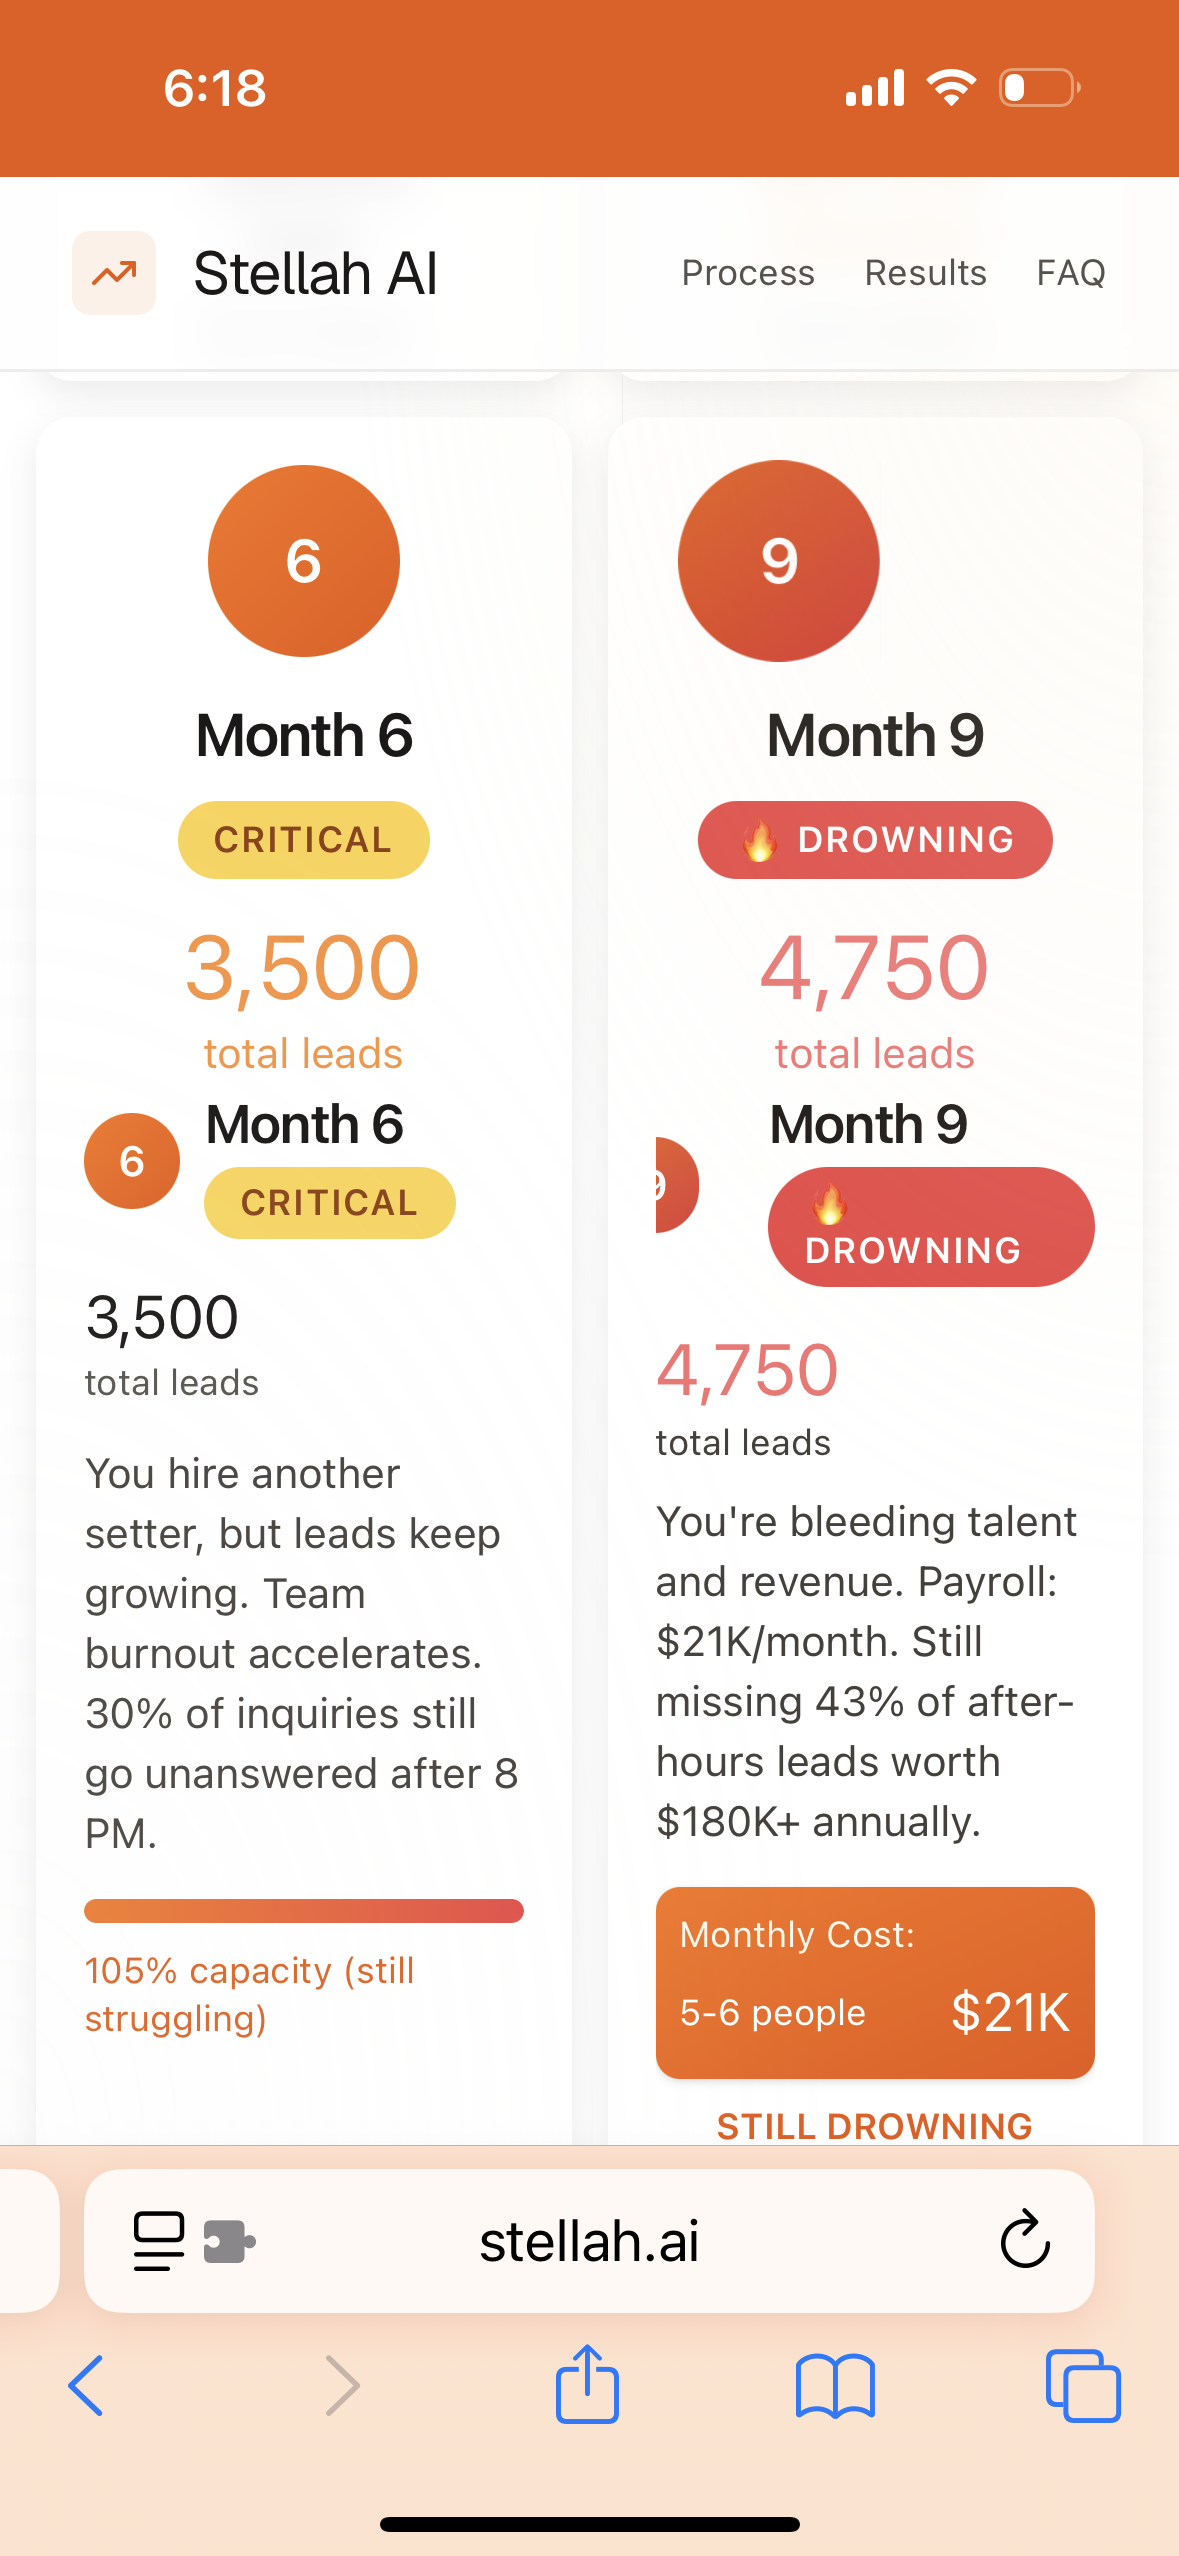 6:18
Stellah AI
Process Results FAQ
6
Month 6
CRITICAL
3,500
total leads
6
Month 6
CRITICAL
3,500
total leads
You hire another
setter, but leads keep
growing. Team
burnout accelerates.
30% of inquiries still
go unanswered after 8
PM.
105% capacity (still
struggling)
9
Month 9
🔥 DROWNING
4,750
total leads
9
Month 9
🔥
DROWNING
4,750
total leads
You're bleeding talent
and revenue. Payroll:
$21K/month. Still
missing 43% of after-
hours leads worth
$180K+ annually.
Monthly Cost:
5-6 people $21K
STILL DROWNING
stellah.ai